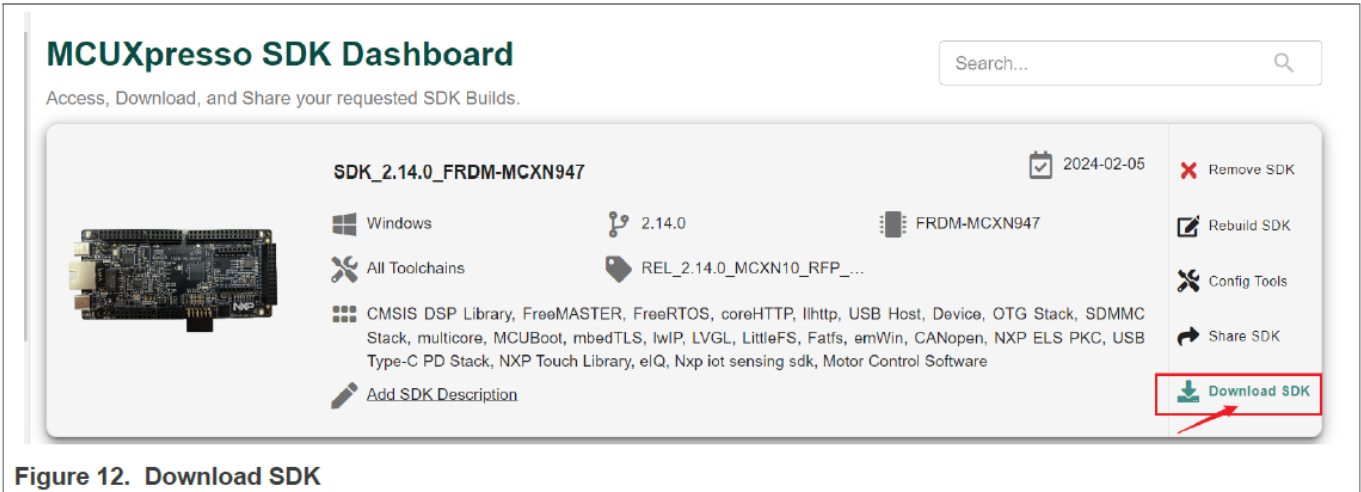 MCUXpresso SDK Dashboard
Search...
Access, Download, and Share your requested SDK Builds.
SDK_2.14.0_FRDM-MCXN947
2024-02-05
Remove SDK
Windows
2.14.0
FRDM-MCXN947
Rebuild SDK
All Toolchains
REL_2.14.0_MCXN10_RFP_...
Config Tools
CMSIS DSP Library, FreeMASTER, FreeRTOS, coreHTTP, llhttp, USB Host, Device, OTG Stack, SDMMC
Stack, multicore, MCUBoot, mbedTLS, lwIP, LVGL, LittleFS, Fatfs, emWin, CANopen, NXP ELS PKC, USB
Type-C PD Stack, NXP Touch Library, eIQ, Nxp iot sensing sdk, Motor Control Software
Share SDK
Add SDK Description
Download SDK
NXP
Figure 12. Download SDK